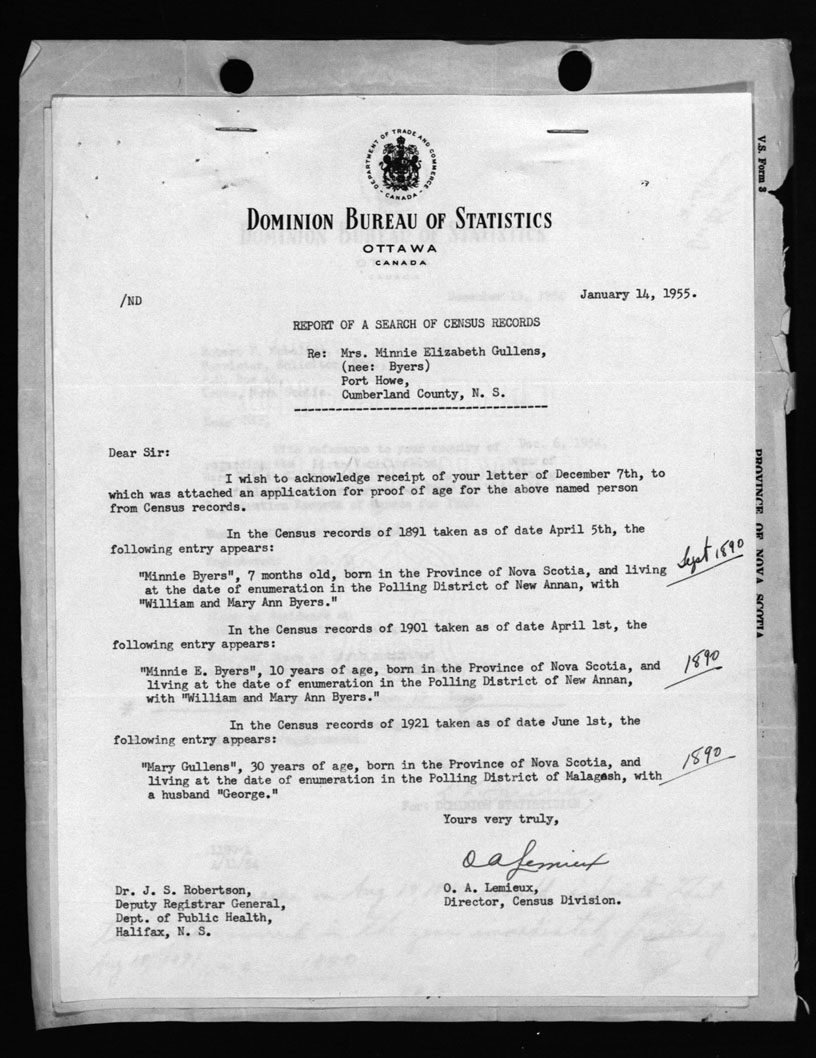 DEPARTMENT OF TRADE AND COMMERCE
CANADA
DOMINION BUREAU OF STATISTICS
OTTAWA
CANADA
/ND
January 14, 1955.
REPORT OF A SEARCH OF CENSUS RECORDS
Re: Mrs. Minnie Elizabeth Gullens,
(nee: Byers)
Port Howe,
Cumberland County, N. S.
Dear Sir:
I wish to acknowledge receipt of your letter of December 7th, to
which was attached an application for proof of age for the above named person
from Census records.
In the Census records of 1891 taken as of date April 5th, the
following entry appears:
"Minnie Byers", 7 months old, born in the Province of Nova Scotia, and living
at the date of enumeration in the Polling District of New Annan, with
"William and Mary Ann Byers."
Sept 1890
In the Census records of 1901 taken as of date April 1st, the
following entry appears:
"Minnie E. Byers", 10 years of age, born in the Province of Nova Scotia, and
living at the date of enumeration in the Polling District of New Annan,
with "William and Mary Ann Byers."
1890
In the Census records of 1921 taken as of date June 1st, the
following entry appears:
"Mary Gullens", 30 years of age, born in the Province of Nova Scotia, and
living at the date of enumeration in the Polling District of Malagash, with
a husband "George."
1890
Yours very truly,
O A Lemieux
O. A. Lemieux,
Director, Census Division.
Dr. J. S. Robertson,
Deputy Registrar General,
Dept. of Public Health,
Halifax, N. S.
V.S. Form 3
PROVINCE OF NOVA SCOTIA